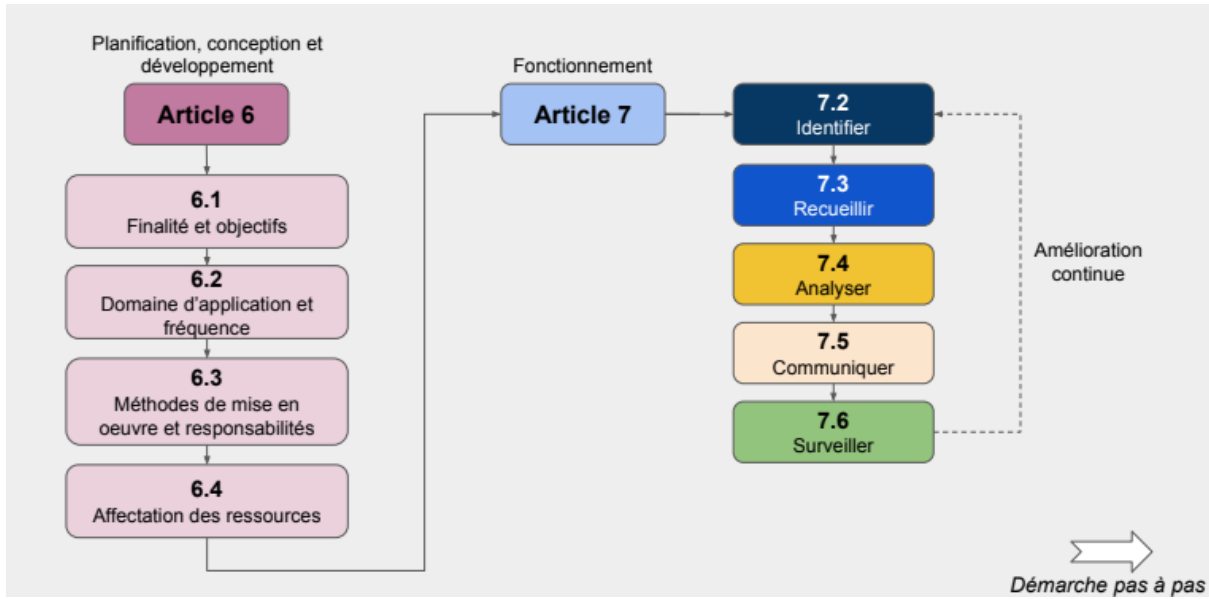 Planification, conception et
développement
Article 6
6.1
Finalité et objectifs
6.2
Domaine d'application et
fréquence
6.3
Méthodes de mise en
oeuvre et responsabilités
6.4
Affectation des ressources
Fonctionnement
Article 7
7.2
Identifier
7.3
Recueillir
7.4
Analyser
7.5
Communiquer
7.6
Surveiller
Amélioration
continue
Démarche pas à pas